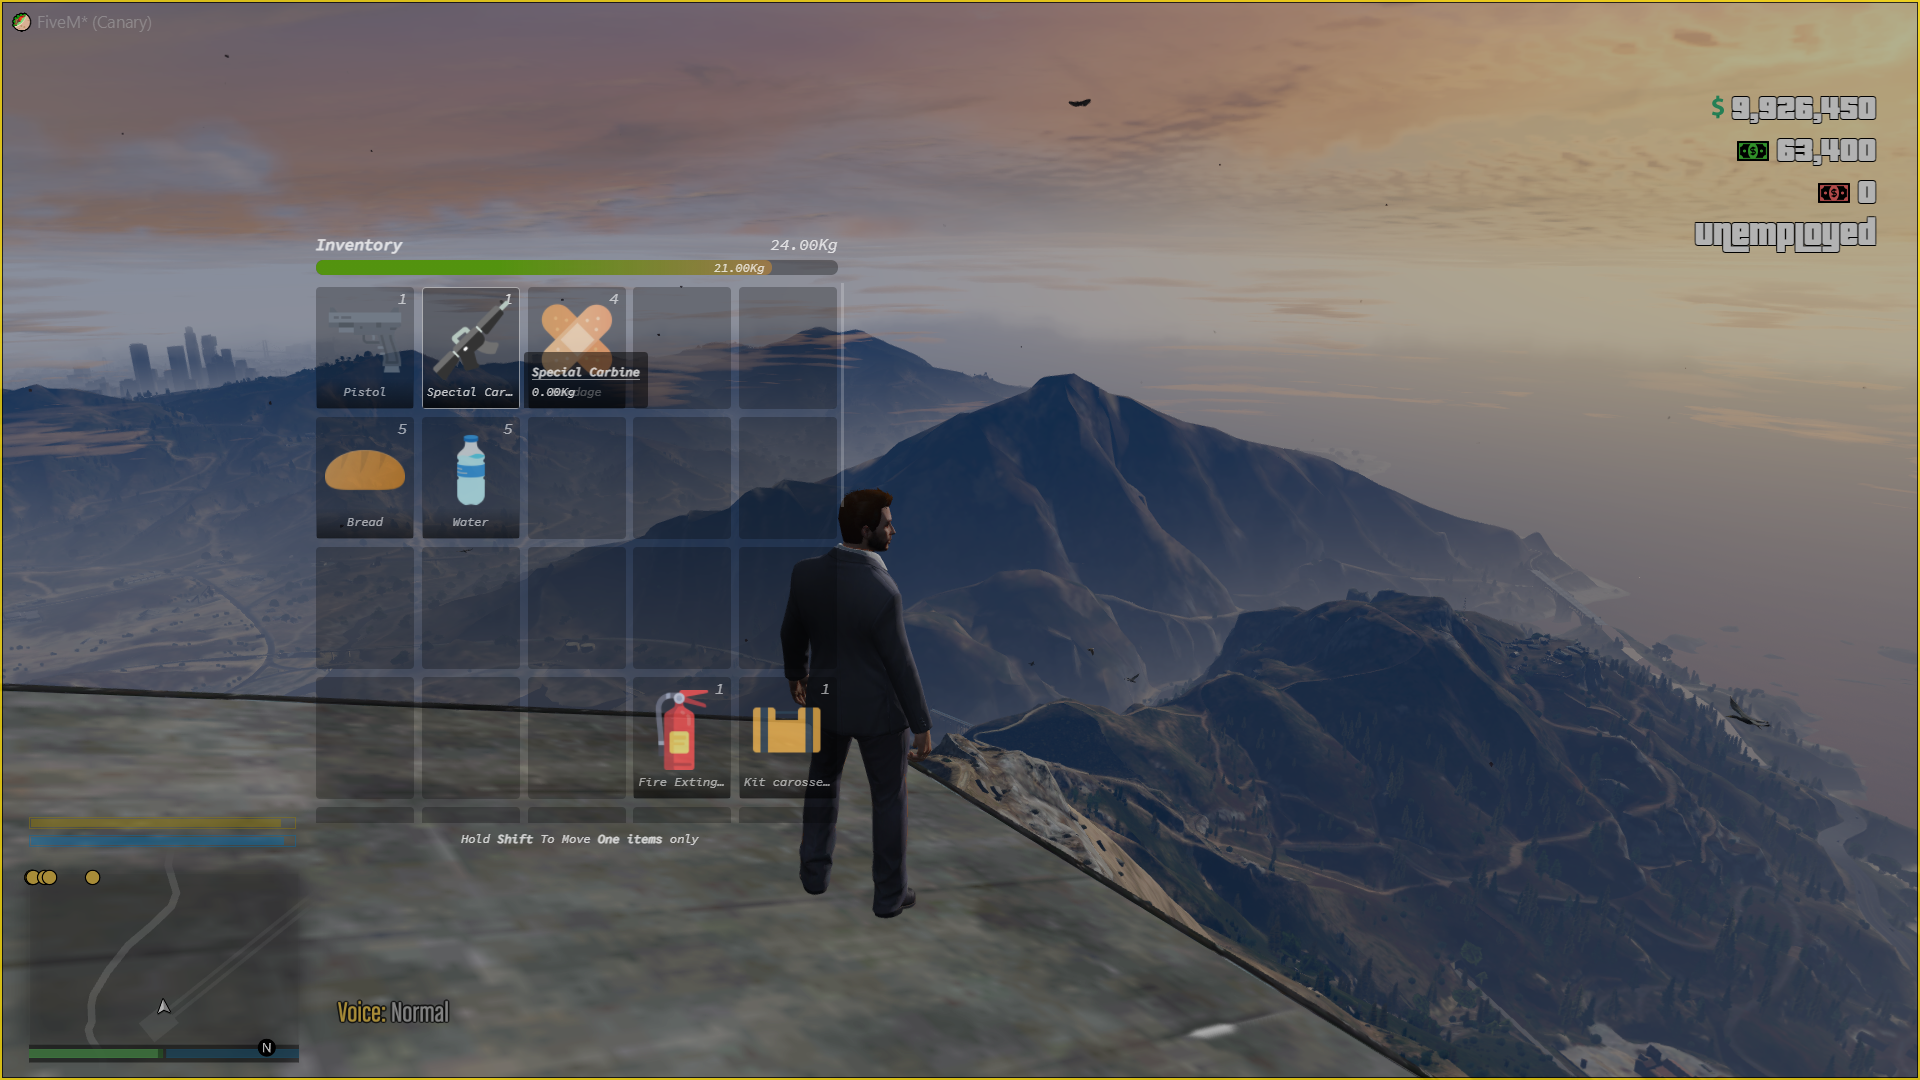 FiveM* (Canary)
$ 9,926,450
63,400
0
unemployed
Inventory
24.00Kg
21.00Kg
1
1
4
Pistol
Special Car…
Special Carbine
0.00Kg
dage
5
5
Bread
Water
1
1
Fire Exting…
Kit carosse…
Hold Shift To Move One items only
Voice: Normal
N